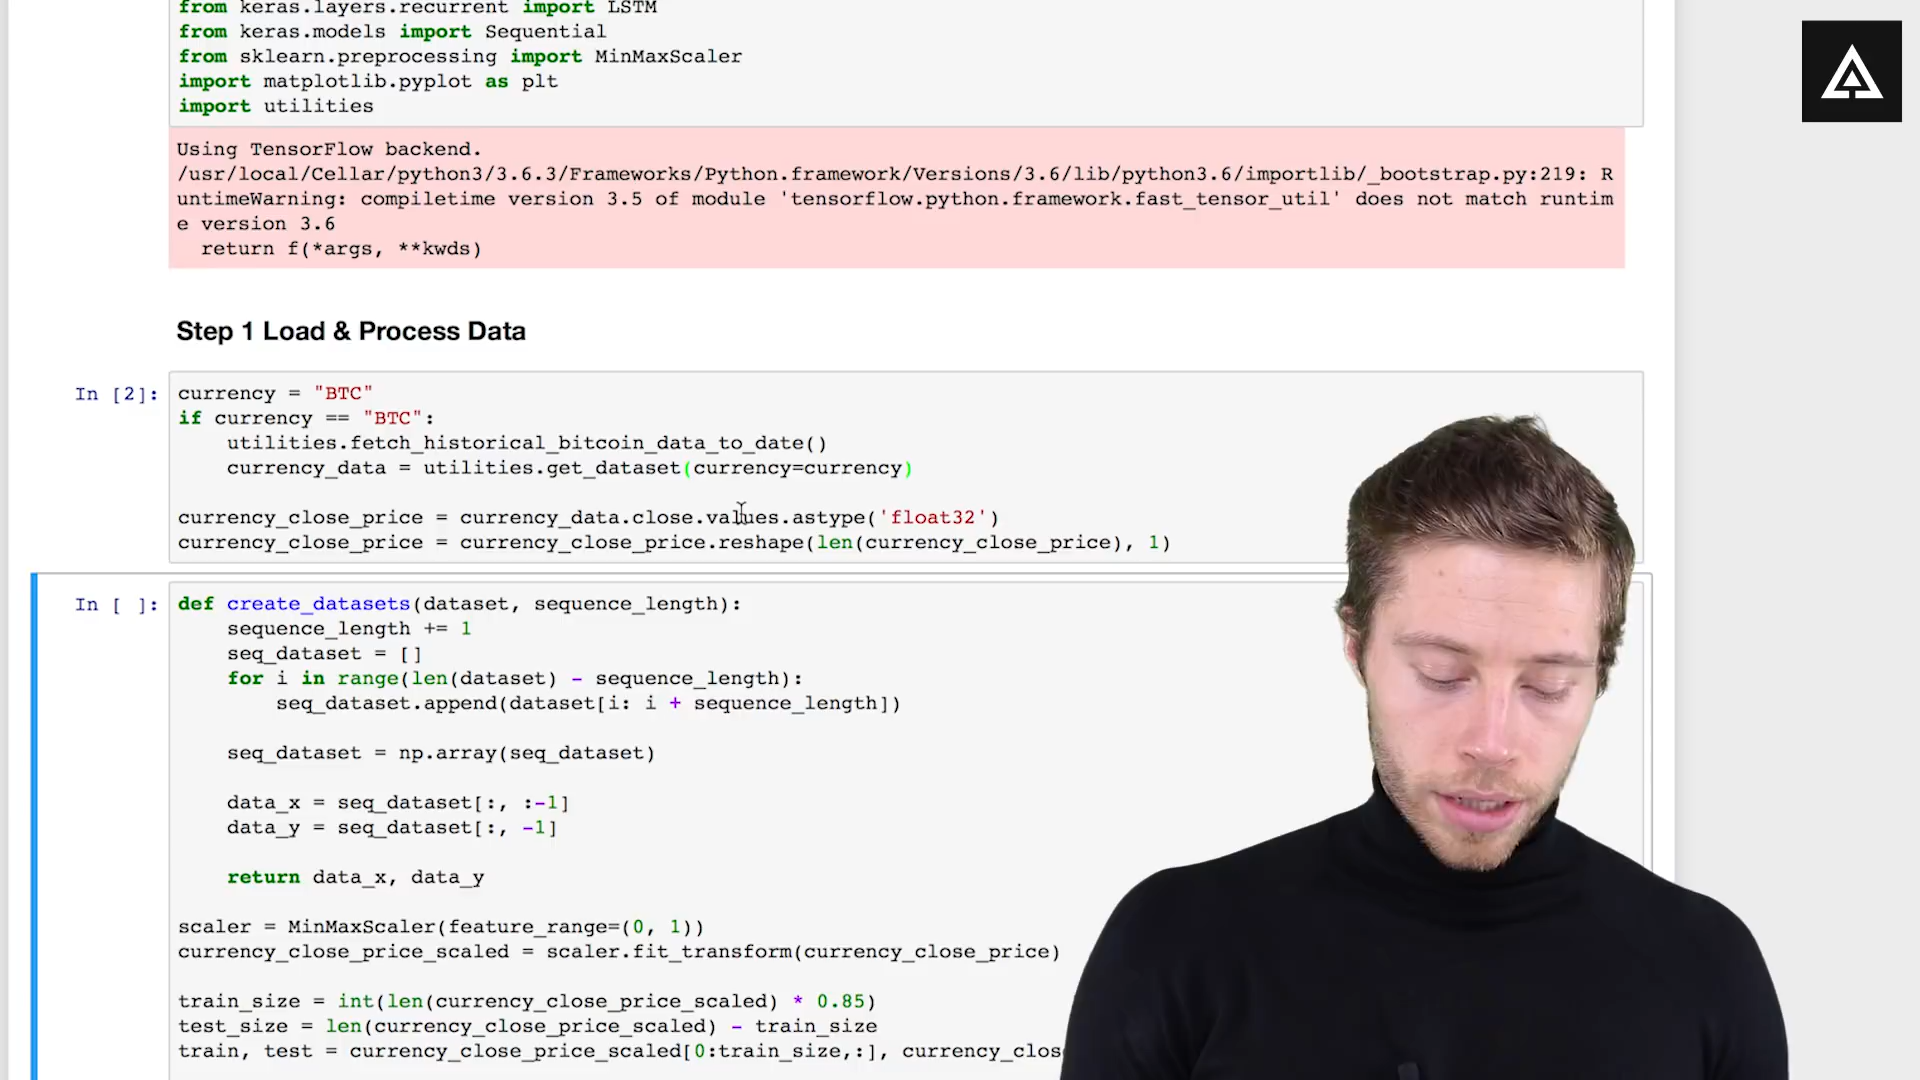 from keras.layers.recurrent import LSTM
from keras.models import Sequential
from sklearn.preprocessing import MinMaxScaler
import matplotlib.pyplot as plt
import utilities
Using TensorFlow backend.
/usr/local/Cellar/python3/3.6.3/Frameworks/Python.framework/Versions/3.6/lib/python3.6/importlib/_bootstrap.py:219: R
untimeWarning: compiletime version 3.5 of module 'tensorflow.python.framework.fast_tensor_util' does not match runtim
e version 3.6
  return f(*args, **kwds)
Step 1 Load & Process Data
In [2]: currency = "BTC"
if currency == "BTC":
    utilities.fetch_historical_bitcoin_data_to_date()
    currency_data = utilities.get_dataset(currency=currency)
currency_close_price = currency_data.close.values.astype('float32')
currency_close_price = currency_close_price.reshape(len(currency_close_price), 1)
In [ ]: def create_datasets(dataset, sequence_length):
    sequence_length += 1
    seq_dataset = []
    for i in range(len(dataset) - sequence_length):
        seq_dataset.append(dataset[i: i + sequence_length])
    seq_dataset = np.array(seq_dataset)
    data_x = seq_dataset[:, :-1]
    data_y = seq_dataset[:, -1]
    return data_x, data_y
scaler = MinMaxScaler(feature_range=(0, 1))
currency_close_price_scaled = scaler.fit_transform(currency_close_price)
train_size = int(len(currency_close_price_scaled) * 0.85)
test_size = len(currency_close_price_scaled) - train_size
train, test = currency_close_price_scaled[0:train_size,:], currency_clos